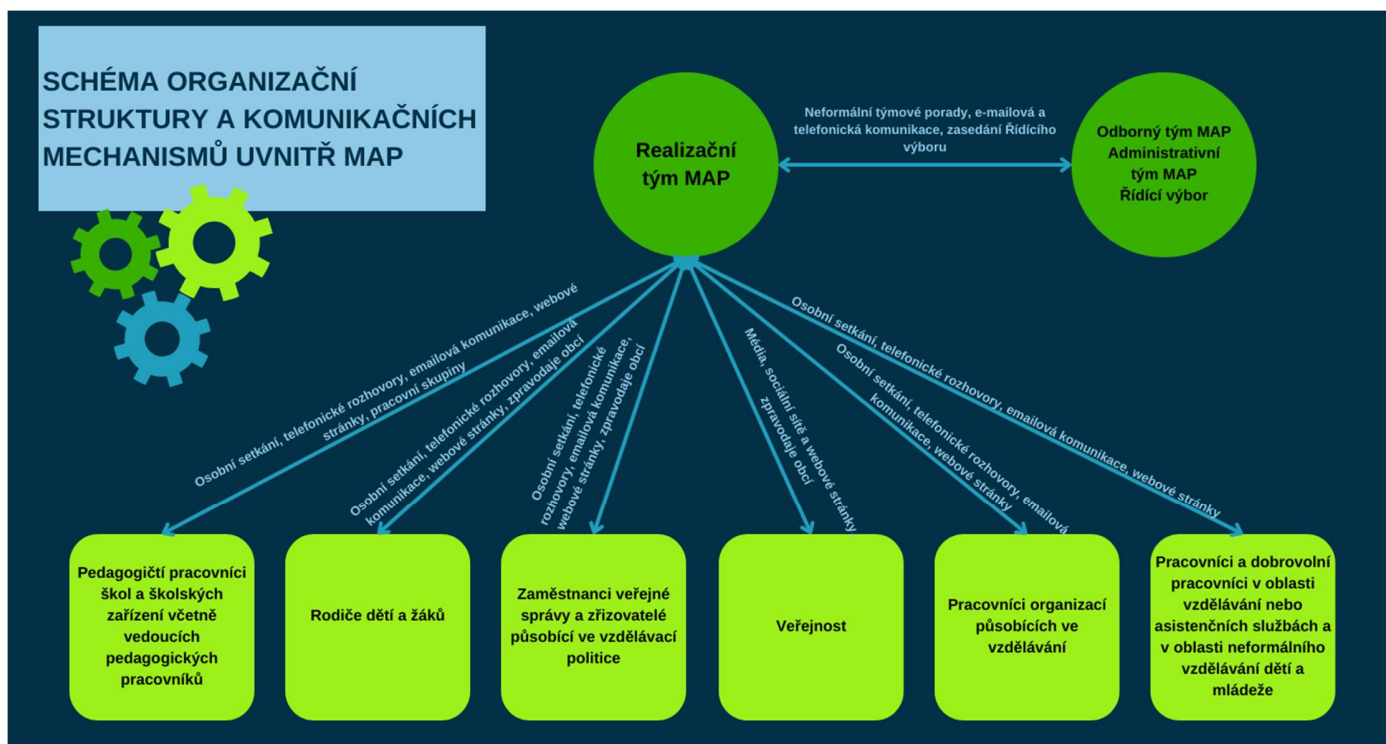 SCHÉMA ORGANIZAČNÍ
STRUKTURY A KOMUNIKAČNÍCH
MECHANISMŮ UVNITŘ MAP
Realizační
tým MAP
Neformální týmové porady, e-mailová a
telefonická komunikace, zasedání Řídícího
výboru
Odborný tým MAP
Administrativní
tým MAP
Řídící výbor
Osobní setkání, telefonické rozhovory, emailová komunikace, webové
stránky, pracovní skupiny
Osobní setkání, telefonické rozhovory, emailová
komunikace, webové stránky, zpravodaje obcí
Osobní setkání, telefonické
rozhovory, emailová komunikace,
webové stránky, zpravodaje obcí
Média, sociální sítě a webové stránky,
zpravodaje obcí
Osobní setkání, telefonické rozhovory, emailová
komunikace, webové stránky
Osobní setkání, telefonické rozhovory, emailová komunikace, webové stránky
Pedagogičtí pracovníci
škol a školských
zařízení včetně
vedoucích
pedagogických
pracovníků
Rodiče dětí a žáků
Zaměstnanci veřejné
správy a zřizovatelé
působící ve vzdělávací
politice
Veřejnost
Pracovníci organizací
působících ve
vzdělávání
Pracovníci a dobrovolní
pracovníci v oblasti
vzdělávání nebo
asistenčních službách a
v oblasti neformálního
vzdělávání dětí a
mládeže